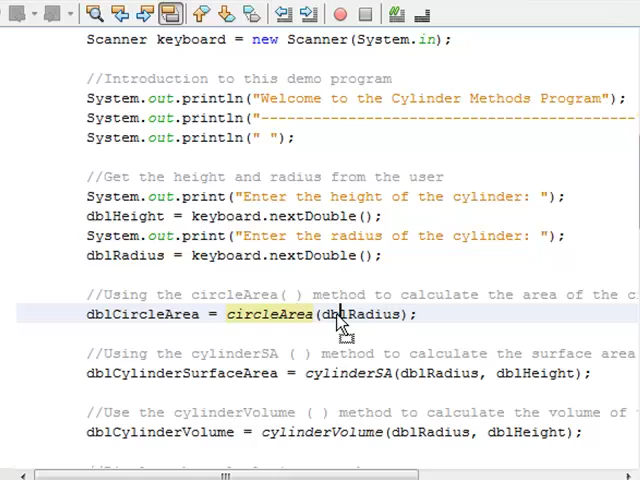 Scanner keyboard = new Scanner(System.in);
//Introduction to this demo program
System.out.println("Welcome to the Cylinder Methods Program");
System.out.println("-----------------------------------------
System.out.println(" ");
//Get the height and radius from the user
System.out.print("Enter the height of the cylinder: ");
dblHeight = keyboard.nextDouble();
System.out.print("Enter the radius of the cylinder: ");
dblRadius = keyboard.nextDouble();
//Using the circleArea( ) method to calculate the area of the
dblCircleArea = circleArea(dblRadius);
//Using the cylinderSA ( ) method to calculate the surface area
dblCylinderSurfaceArea = cylinderSA(dblRadius, dblHeight);
//Use the cylinderVolume ( ) method to calculate the volume of
dblCylinderVolume = cylinderVolume(dblRadius, dblHeight);